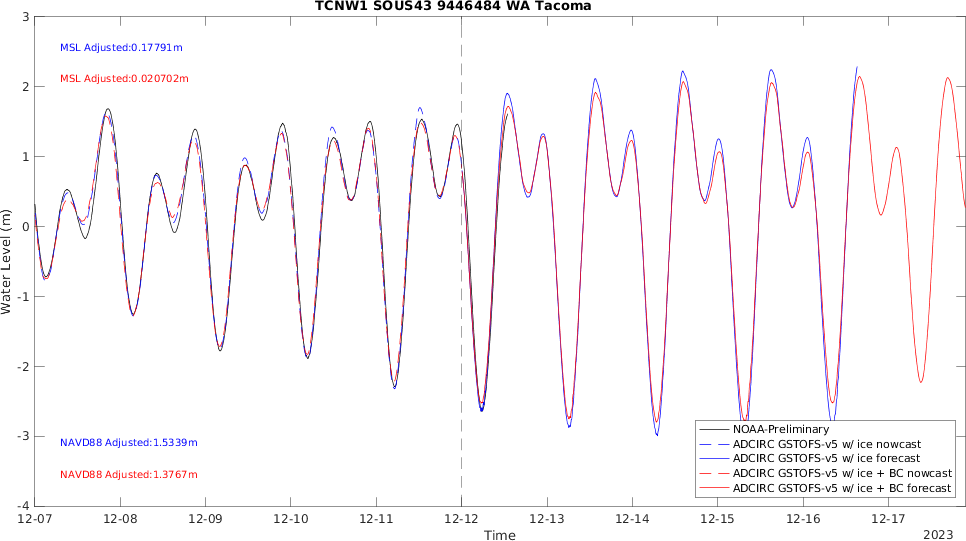 TCNW1 SOUS43 9446484 WA Tacoma
3
MSL Adjusted:0.17791m
MSL Adjusted:0.020702m
2
1
0
-1
-2
-3
-4
Water Level (m)
NAVD88 Adjusted:1.5339m
NAVD88 Adjusted:1.3767m
NOAA-Preliminary
ADCIRC GSTOFS-v5 w/ ice nowcast
ADCIRC GSTOFS-v5 w/ ice forecast
ADCIRC GSTOFS-v5 w/ ice + BC nowcast
ADCIRC GSTOFS-v5 w/ ice + BC forecast
12-07 12-08 12-09 12-10 12-11 12-12 12-13 12-14 12-15 12-16 12-17
Time
2023